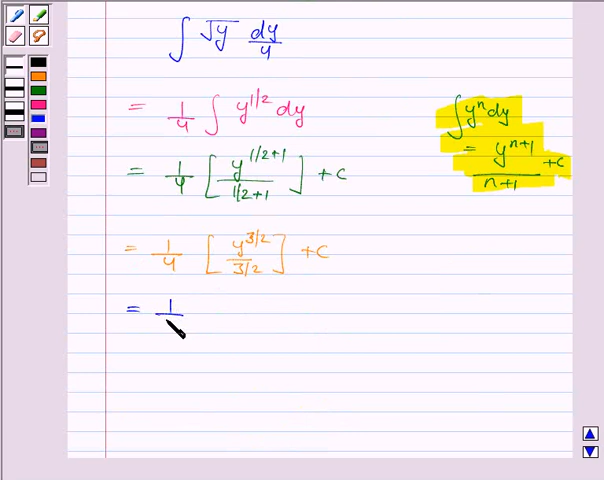 ∫ √y dy/4
= 1/4 ∫ y^1/2 dy
= 1/4 [ y^1/2+1 / 1/2+1 ] + c
= 1/4 [ y^3/2 / 3/2 ] + c
= 1/
∫ y^n dy
= y^n+1 / n+1 + c